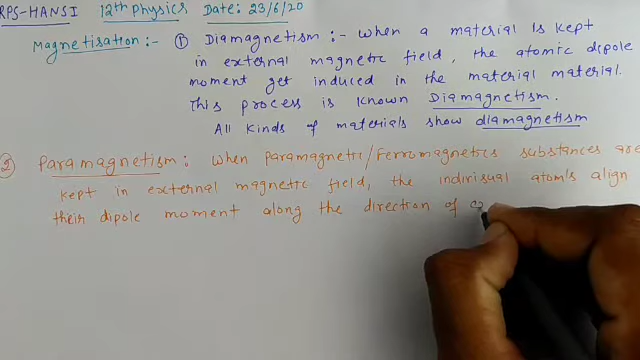 RPS-HANSI 12th Physics Date: 23/6/20
Magnetisation :- ① Diamagnetism :- when a material is kept
in external magnetic field, the atomic dipole
moment get induced in the material material.
This process is known Diamagnetism.
All kinds of materials show diamagnetism
② Paramagnetism : when paramagnetic/Ferromagnetics substances are
kept in external magnetic field, the indirisual atom's align
their dipole moment along the direction of